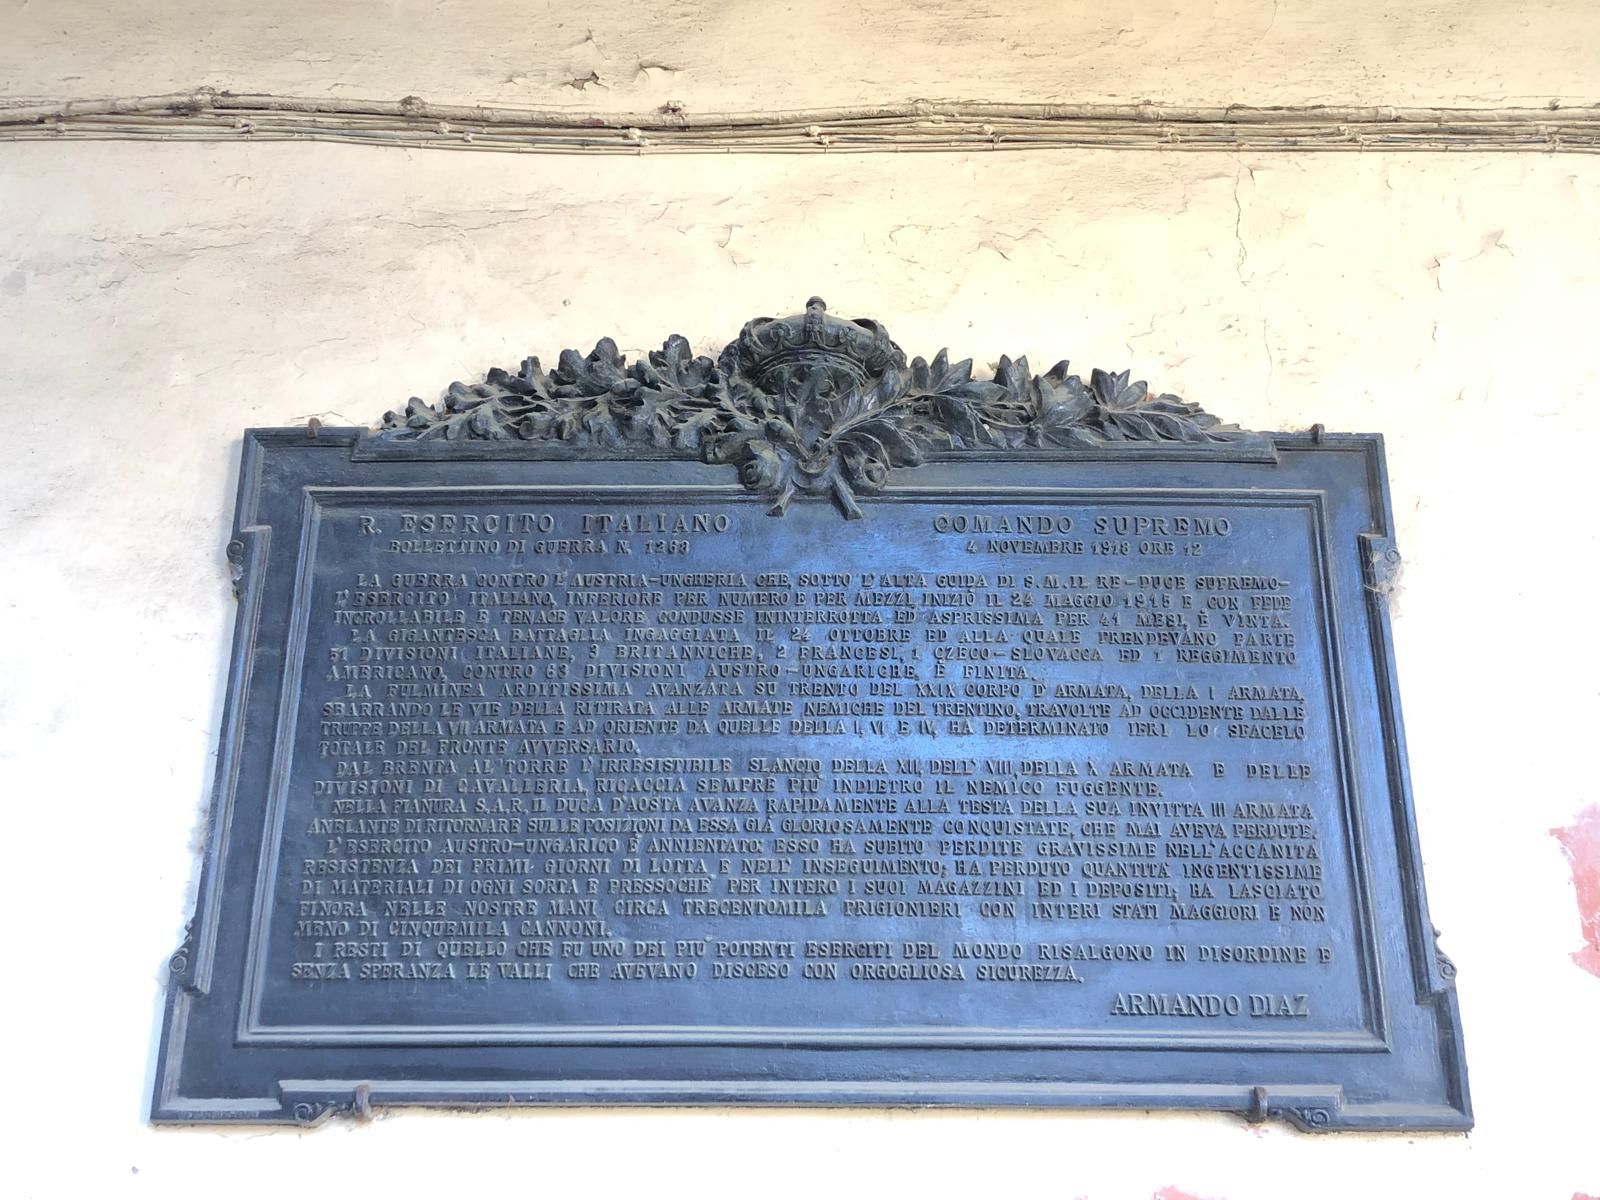 R. ESERCITO ITALIANO COMANDO SUPREMO
BOLLETTINO DI GUERRA N. 1268 4 NOVEMBRE 1918 ORE 12
LA GUERRA CONTRO L'AUSTRIA-UNGHERIA CHE, SOTTO L'ALTA GUIDA DI S.M. IL RE-DUCE SUPREMO-
L'ESERCITO ITALIANO, INFERIORE PER NUMERO E PER MEZZI, INIZIÒ IL 24 MAGGIO 1915 E CON FEDE
INCROLLABILE E TENACE VALORE CONDUSSE ININTERROTTA ED ASPRISSIMA PER 41 MESI, È VINTA.
LA GIGANTESCA BATTAGLIA INGAGGIATA IL 24 OTTOBRE ED ALLA QUALE PRENDEVANO PARTE
51 DIVISIONI ITALIANE, 3 BRITANNICHE, 2 FRANCESI, 1 CZECO-SLOVACCA ED 1 REGGIMENTO
AMERICANO, CONTRO 63 DIVISIONI AUSTRO-UNGARICHE, È FINITA.
LA FULMINEA ARDITISSIMA AVANZATA SU TRENTO DEL XXIX CORPO D'ARMATA, DELLA I ARMATA,
SBARRANDO LE VIE DELLA RITIRATA ALLE ARMATE NEMICHE DEL TRENTINO, TRAVOLTE AD OCCIDENTE DALLE
TRUPPE DELLA VII ARMATA E AD ORIENTE DA QUELLE DELLA I, VI E IV, HA DETERMINATO IERI LO SFACELO
TOTALE DEL FRONTE AVVERSARIO.
DAL BRENTA AL TORRE L'IRRESISTIBILE SLANCIO DELLA XII, DELL'VIII, DELLA X ARMATA E DELLE
DIVISIONI DI CAVALLERIA, RICACCIA SEMPRE PIÙ INDIETRO IL NEMICO FUGGENTE.
NELLA PIANURA S.A.R. IL DUCA D'AOSTA AVANZA RAPIDAMENTE ALLA TESTA DELLA SUA INVITTA III ARMATA
ANELANTE DI RITORNARE SULLE POSIZIONI DA ESSA GIÀ GLORIOSAMENTE CONQUISTATE, CHE MAI AVEVA PERDUTE.
L'ESERCITO AUSTRO-UNGARICO È ANNIENTATO: ESSO HA SUBITO PERDITE GRAVISSIME NELL'ACCANITA
RESISTENZA DEI PRIMI GIORNI DI LOTTA E NELL'INSEGUIMENTO; HA PERDUTO QUANTITÀ INGENTISSIME
DI MATERIALI DI OGNI SORTA E PRESSOCHÈ PER INTERO I SUOI MAGAZZINI ED I DEPOSITI; HA LASCIATO
FINORA NELLE NOSTRE MANI CIRCA TRECENTOMILA PRIGIONIERI CON INTERI STATI MAGGIORI E NON
MENO DI CINQUEMILA CANNONI.
I RESTI DI QUELLO CHE FU UNO DEI PIÙ POTENTI ESERCITI DEL MONDO RISALGONO IN DISORDINE E
SENZA SPERANZA LE VALLI CHE AVEVANO DISCESO CON ORGOGLIOSA SICUREZZA.
ARMANDO DIAZ